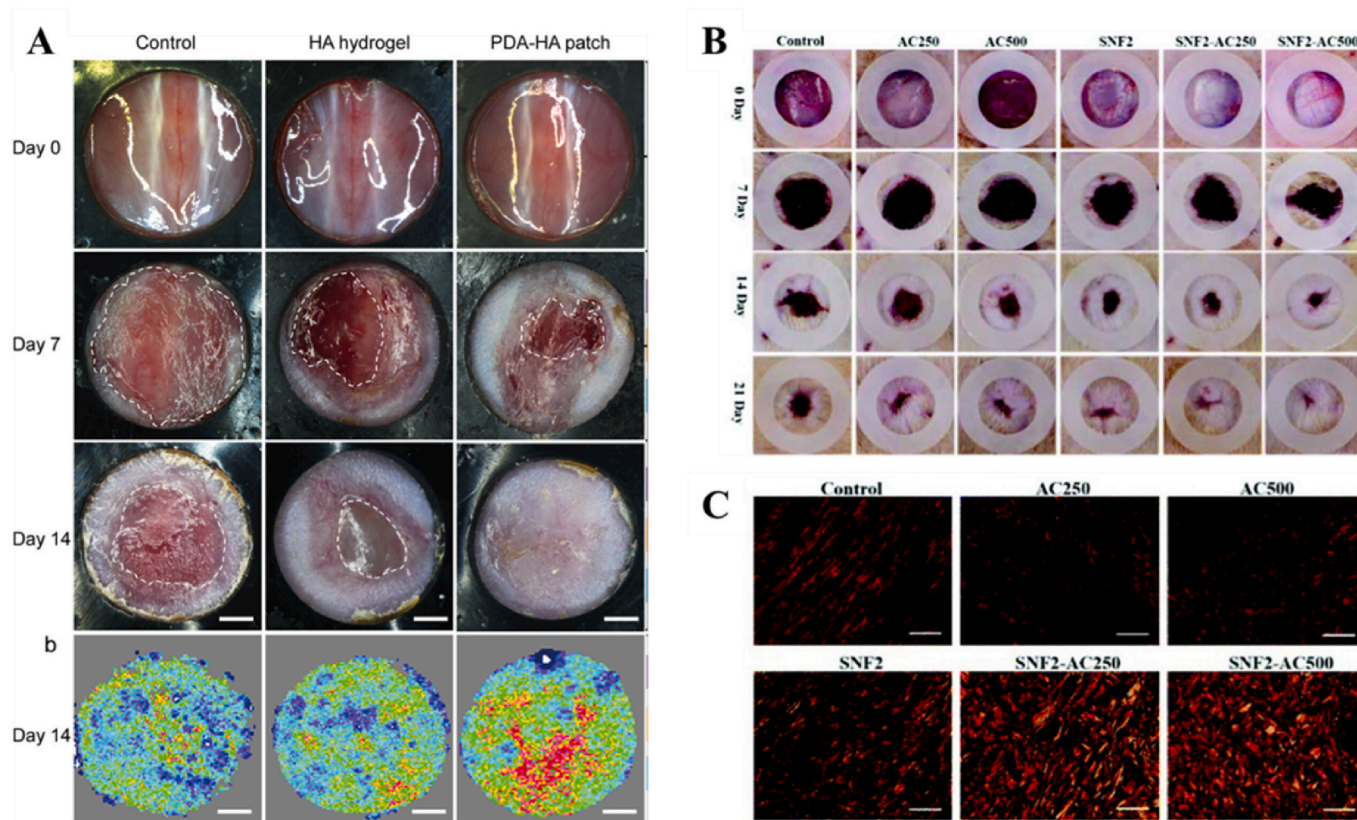 A
Control HA hydrogel PDA-HA patch
Day 0
Day 7
Day 14
b
Day 14
B
Control AC250 AC500 SNF2 SNF2-AC250 SNF2-AC500
0 Day
7 Day
14 Day
21 Day
C
Control AC250 AC500
SNF2 SNF2-AC250 SNF2-AC500